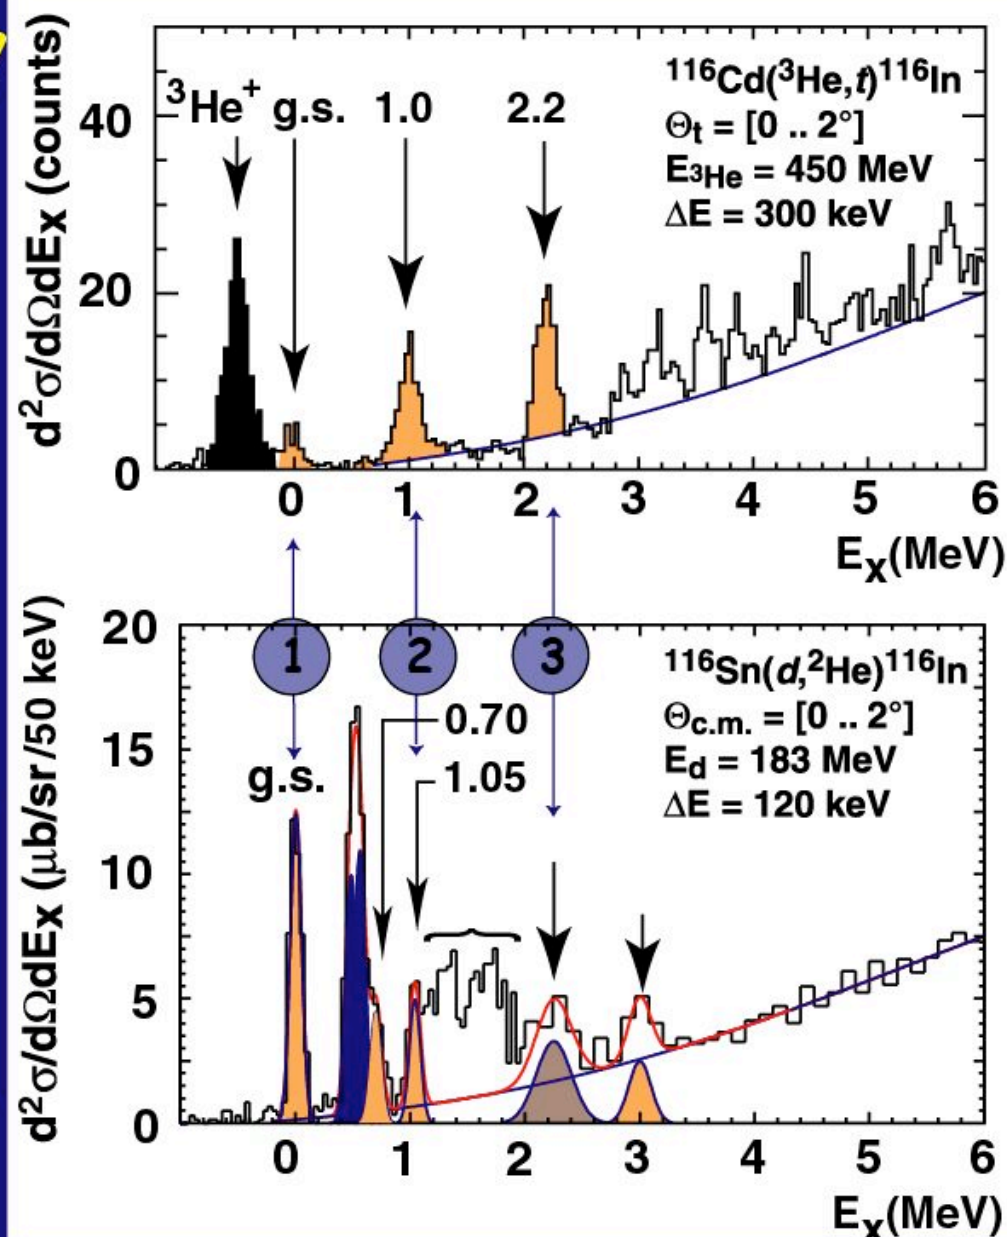 d²σ/dΩdEx (counts)
40
20
0
³He⁺ g.s. 1.0 2.2
¹¹⁶Cd(³He,t)¹¹⁶In
Θt = [0 .. 2°]
E³He = 450 MeV
ΔE = 300 keV
0 1 2 3 4 5 6
Ex(MeV)
d²σ/dΩdEx (μb/sr/50 keV)
20
15
10
5
0
1 2 3
¹¹⁶Sn(d,²He)¹¹⁶In
Θc.m. = [0 .. 2°]
Ed = 183 MeV
ΔE = 120 keV
0.70
g.s.
1.05
0 1 2 3 4 5 6
Ex(MeV)